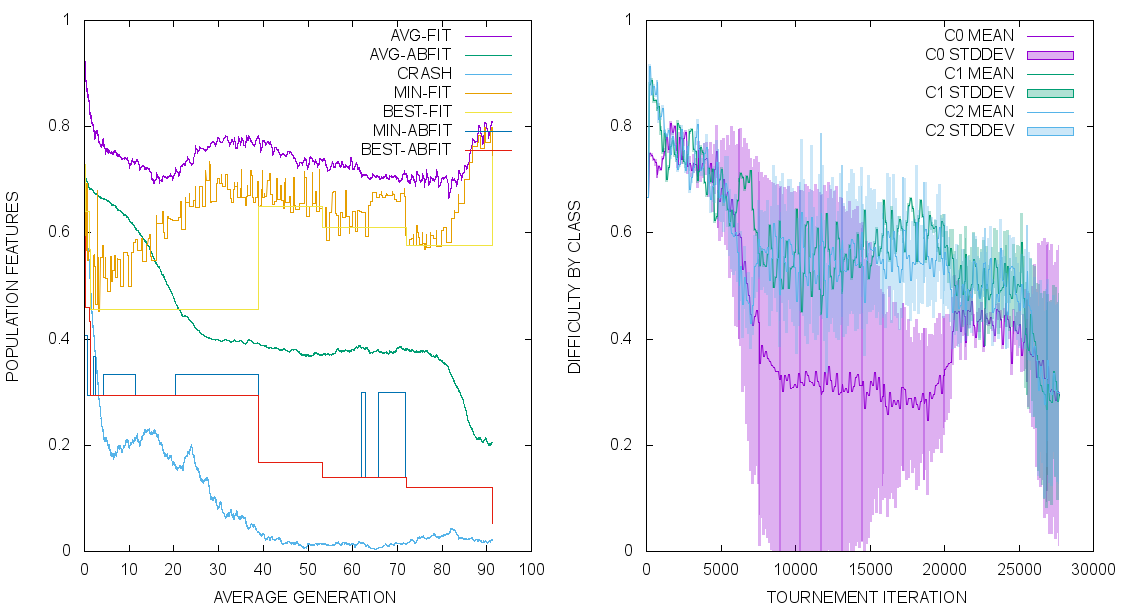 1
0.8
0.6
0.4
0.2
0
0 10 20 30 40 50 60 70 80 90 100
POPULATION FEATURES
AVERAGE GENERATION
AVG-FIT
AVG-ABFIT
CRASH
MIN-FIT
BEST-FIT
MIN-ABFIT
BEST-ABFIT
1
0.8
0.6
0.4
0.2
0
0 5000 10000 15000 20000 25000 30000
DIFFICULTY BY CLASS
TOURNEMENT ITERATION
C0 MEAN
C0 STDDEV
C1 MEAN
C1 STDDEV
C2 MEAN
C2 STDDEV